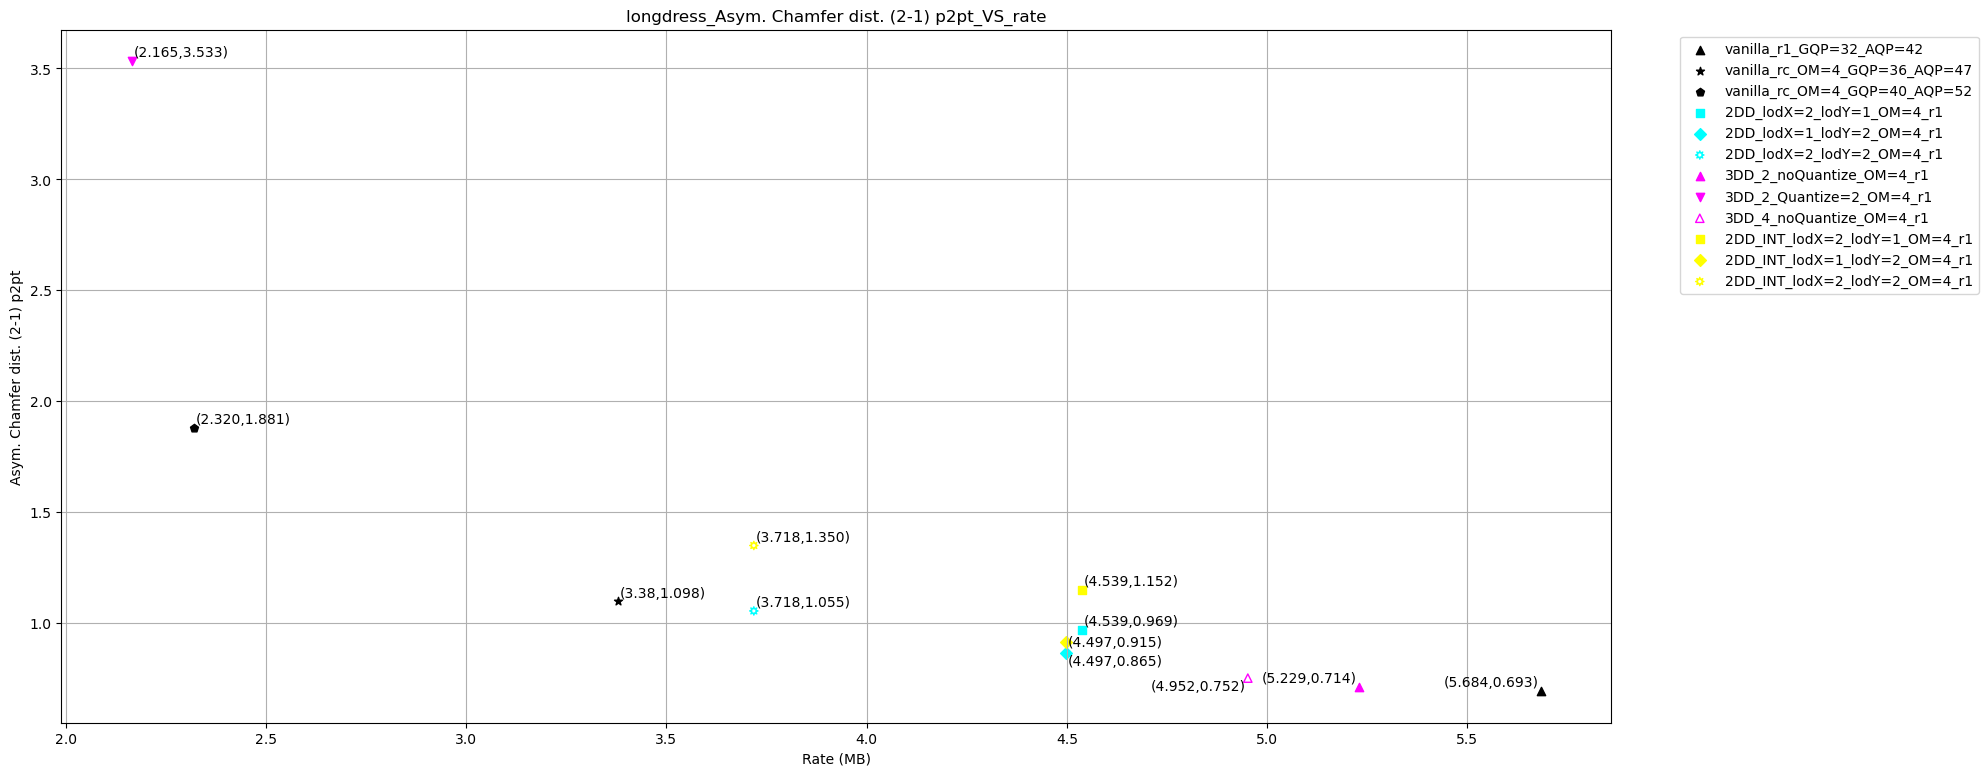 longdress_Asym. Chamfer dist. (2-1) p2pt_VS_rate
Asym. Chamfer dist. (2-1) p2pt
3.5
3.0
2.5
2.0
1.5
1.0
(2.165,3.533)
(2.320,1.881)
(3.718,1.350)
(3.38,1.098)
(3.718,1.055)
(4.539,1.152)
(4.539,0.969)
(4.497,0.915)
(4.497,0.865)
(4.952,0.752)
(5.229,0.714)
(5.684,0.693)
2.0
2.5
3.0
3.5
4.0
4.5
5.0
5.5
Rate (MB)
vanilla_r1_GQP=32_AQP=42
vanilla_rc_OM=4_GQP=36_AQP=47
vanilla_rc_OM=4_GQP=40_AQP=52
2DD_lodX=2_lodY=1_OM=4_r1
2DD_lodX=1_lodY=2_OM=4_r1
2DD_lodX=2_lodY=2_OM=4_r1
3DD_2_noQuantize_OM=4_r1
3DD_2_Quantize=2_OM=4_r1
3DD_4_noQuantize_OM=4_r1
2DD_INT_lodX=2_lodY=1_OM=4_r1
2DD_INT_lodX=1_lodY=2_OM=4_r1
2DD_INT_lodX=2_lodY=2_OM=4_r1